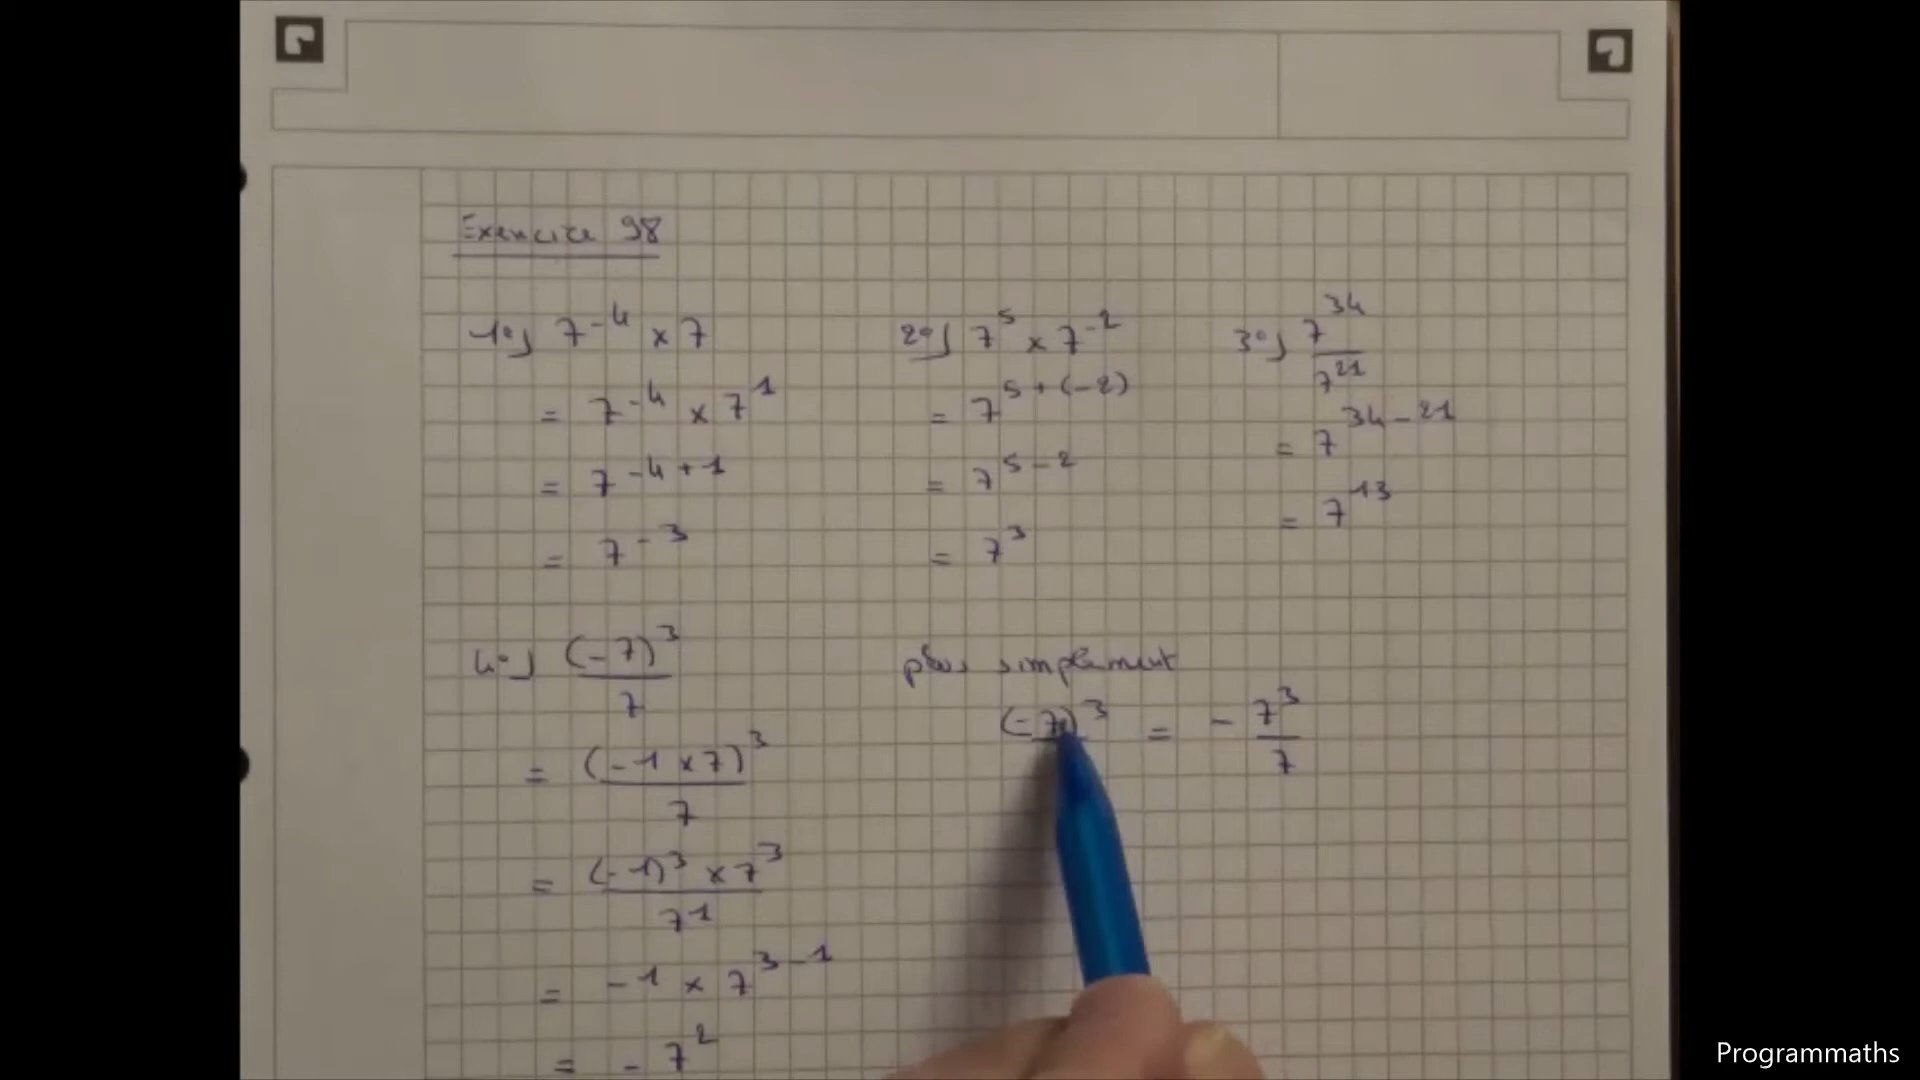 Exercice 98
1°) 7^-4 × 7
= 7^-4 × 7^1
= 7^-4+1
= 7^-3
2°) 7^5 × 7^-2
= 7^5+(-2)
= 7^5-2
= 7^3
3°) 7^34 / 7^21
= 7^34-21
= 7^13
4°) (-7)^3 / 7
= (-1 × 7)^3 / 7
= (-1)^3 × 7^3 / 7^1
= -1 × 7^3-1
= -7^2
plus simplement
(-7)^3 = - 7^3 / 7
Programmaths